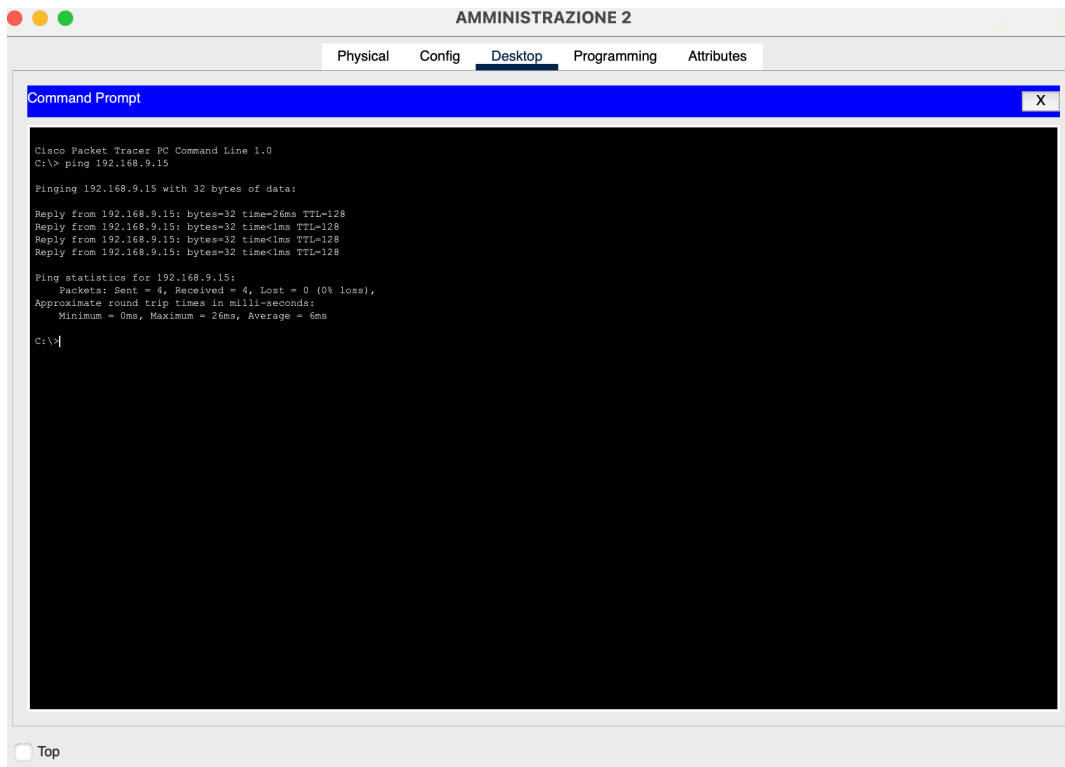 AMMINISTRAZIONE 2
Physical Config Desktop Programming Attributes
Command Prompt
X
Cisco Packet Tracer PC Command Line 1.0
C:\> ping 192.168.9.15
Pinging 192.168.9.15 with 32 bytes of data:
Reply from 192.168.9.15: bytes=32 time=26ms TTL=128
Reply from 192.168.9.15: bytes=32 time<1ms TTL=128
Reply from 192.168.9.15: bytes=32 time<1ms TTL=128
Reply from 192.168.9.15: bytes=32 time<1ms TTL=128
Ping statistics for 192.168.9.15:
Packets: Sent = 4, Received = 4, Lost = 0 (0% loss),
Approximate round trip times in milli-seconds:
Minimum = 0ms, Maximum = 26ms, Average = 6ms
C:\>
Top